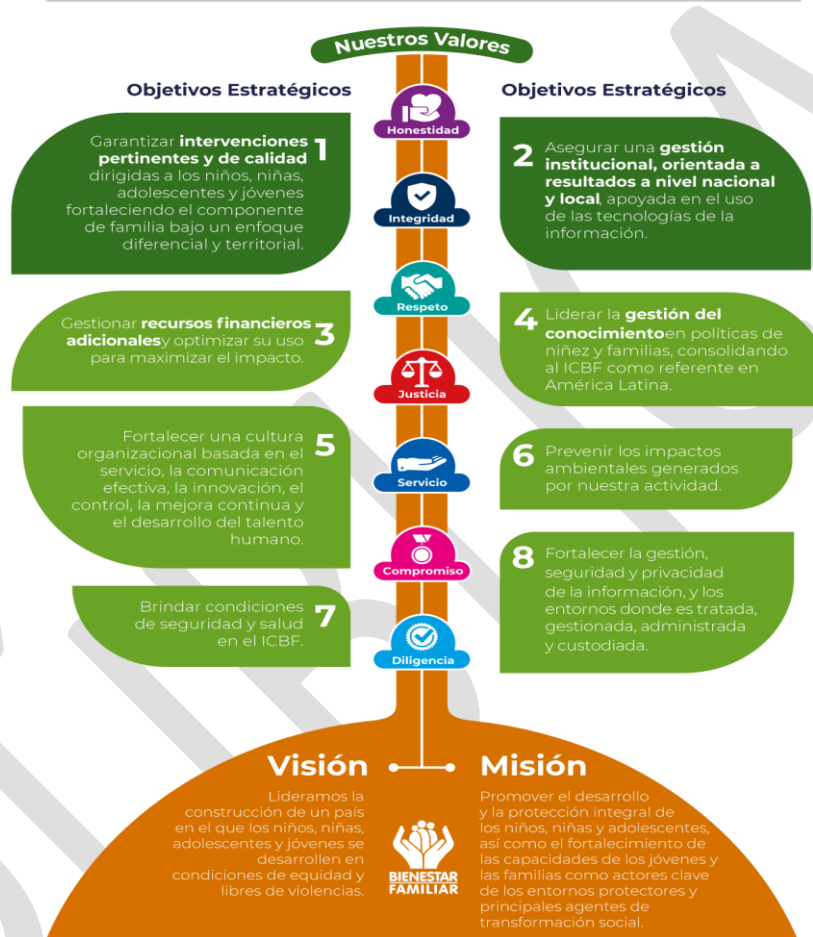 Nuestros Valores
Objetivos Estratégicos
Objetivos Estratégicos
Honestidad
Integridad
Respeto
Justicia
Servicio
Compromiso
Diligencia
1
Garantizar intervenciones
pertinentes y de calidad
dirigidas a los niños, niñas,
adolescentes y jóvenes
fortaleciendo el componente
de familia bajo un enfoque
diferencial y territorial.
2
Asegurar una gestión
institucional, orientada a
resultados a nivel nacional
y local, apoyada en el uso
de las tecnologías de la
información.
3
Gestionar recursos financieros
adicionales y optimizar su uso
para maximizar el impacto.
4
Liderar la gestión del
conocimiento en políticas de
niñez y familias, consolidando
al ICBF como referente en
América Latina.
5
Fortalecer una cultura
organizacional basada en el
servicio, la comunicación
efectiva, la innovación, el
control, la mejora continua y
el desarrollo del talento
humano.
6
Prevenir los impactos
ambientales generados
por nuestra actividad.
7
Brindar condiciones
de seguridad y salud
en el ICBF.
8
Fortalecer la gestión,
seguridad y privacidad
de la información, y los
entornos donde es tratada,
gestionada, administrada
y custodiada.
Visión
Lideramos la
construcción de un país
en el que los niños, niñas,
adolescentes y jóvenes se
desarrollen en
condiciones de equidad y
libres de violencias.
BIENESTAR
FAMILIAR
Misión
Promover el desarrollo
y la protección integral de
los niños, niñas y adolescentes,
así como el fortalecimiento de
las capacidades de los jóvenes y
las familias como actores clave
de los entornos protectores y
principales agentes de
transformación social.